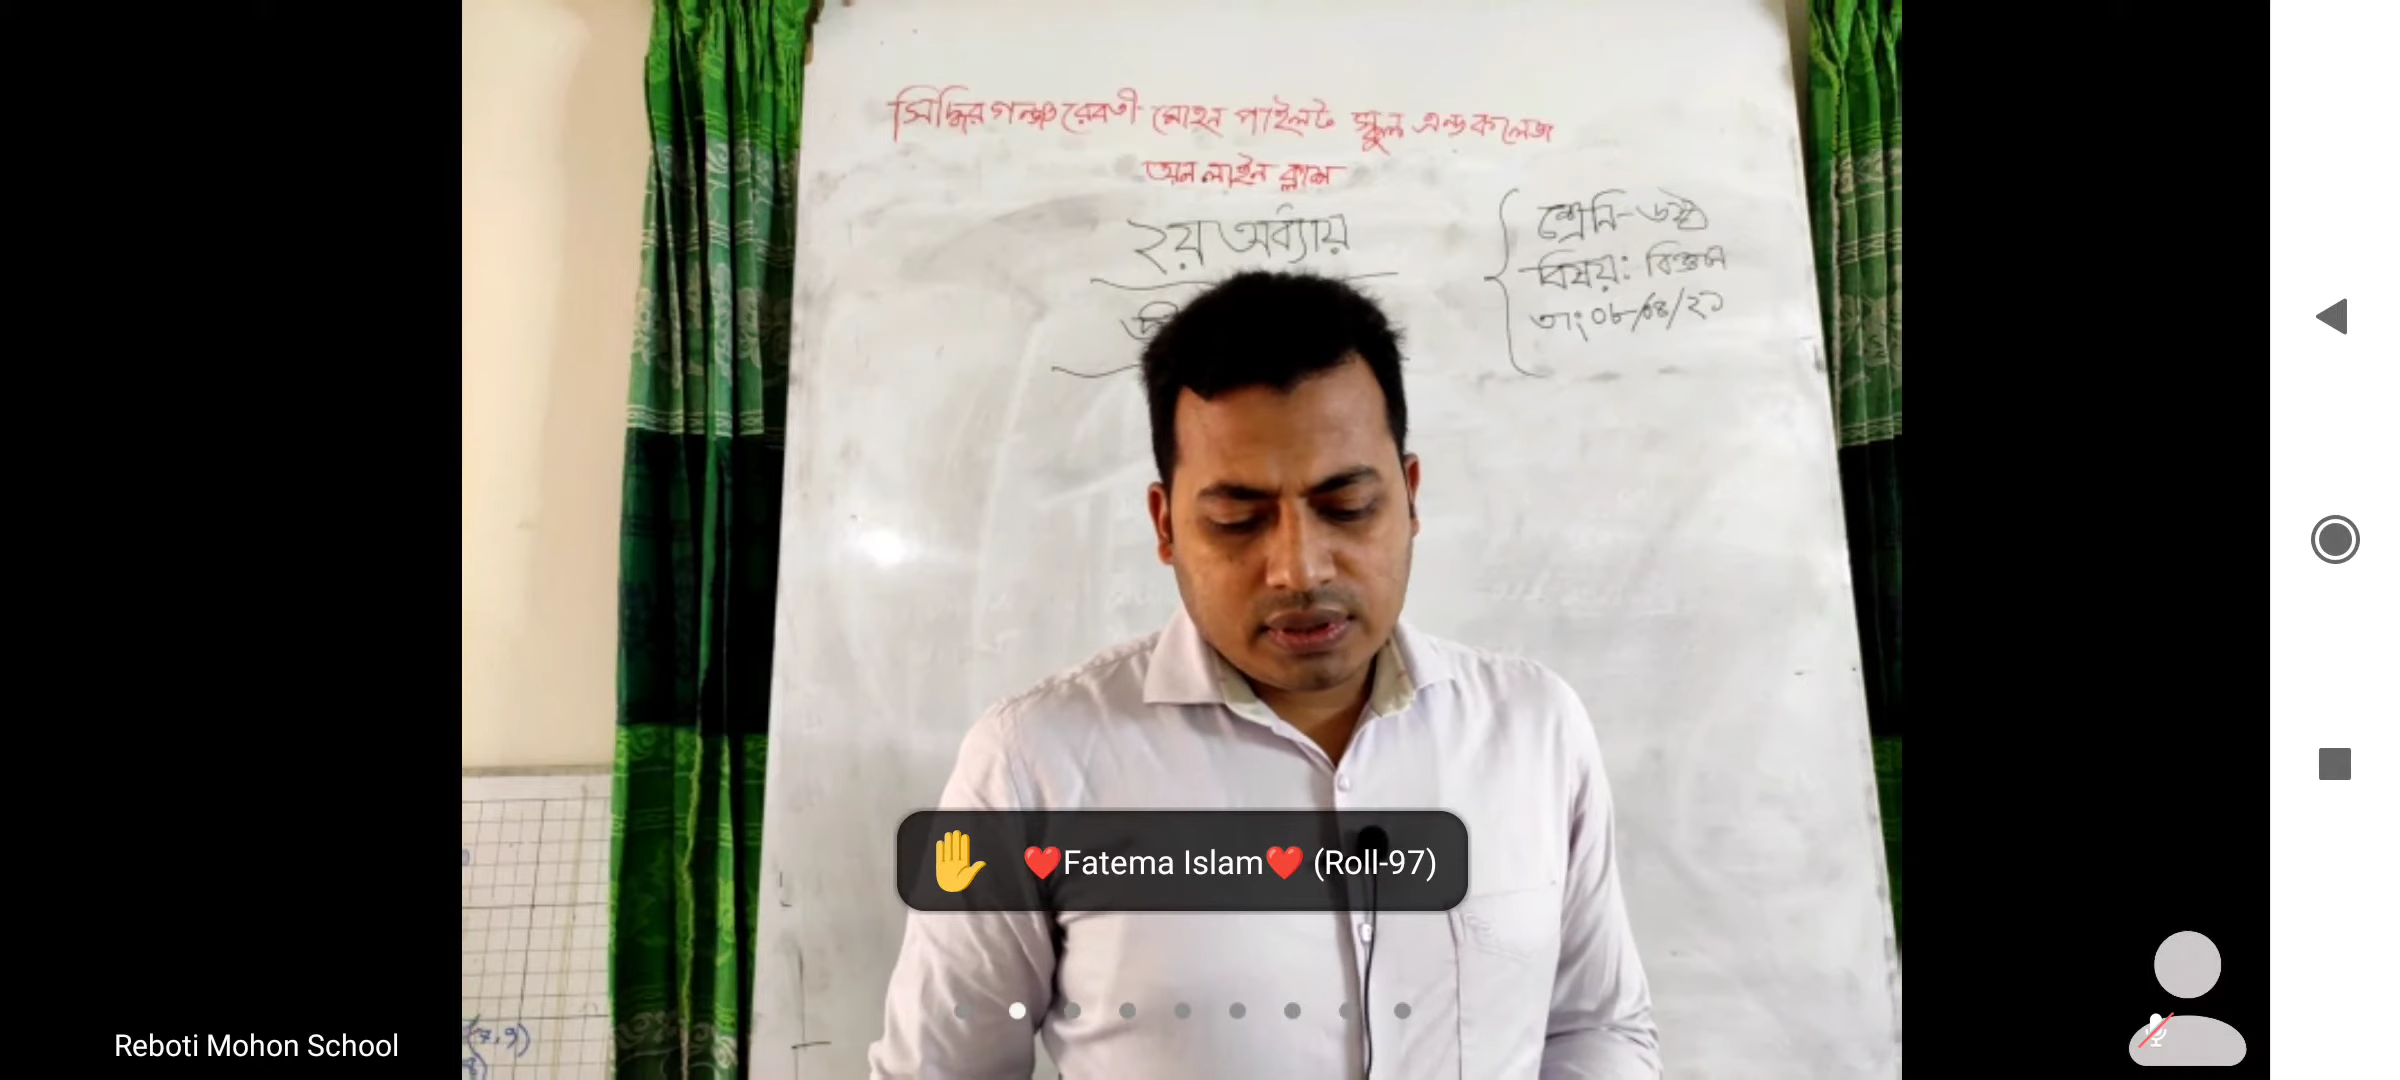 সিদ্ধিরগঞ্জ রেবতী মোহন পাইলট স্কুল এন্ড কলেজ
অনলাইন ক্লাশ
২য় অধ্যায়
শ্রেনি-৬ষ্ঠ
বিষয়: বিজ্ঞান
তাং ০৮/০৪/২১
❤️Fatema Islam❤️ (Roll-97)
Reboti Mohon School